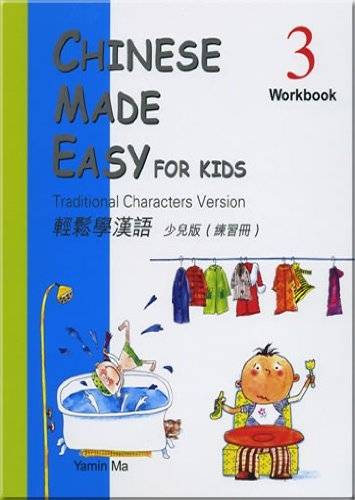 CHINESE
MADE
EASY FOR KIDS
3
Workbook
Traditional Characters Version
輕鬆學漢語 少兒版（練習冊）
Yamin Ma